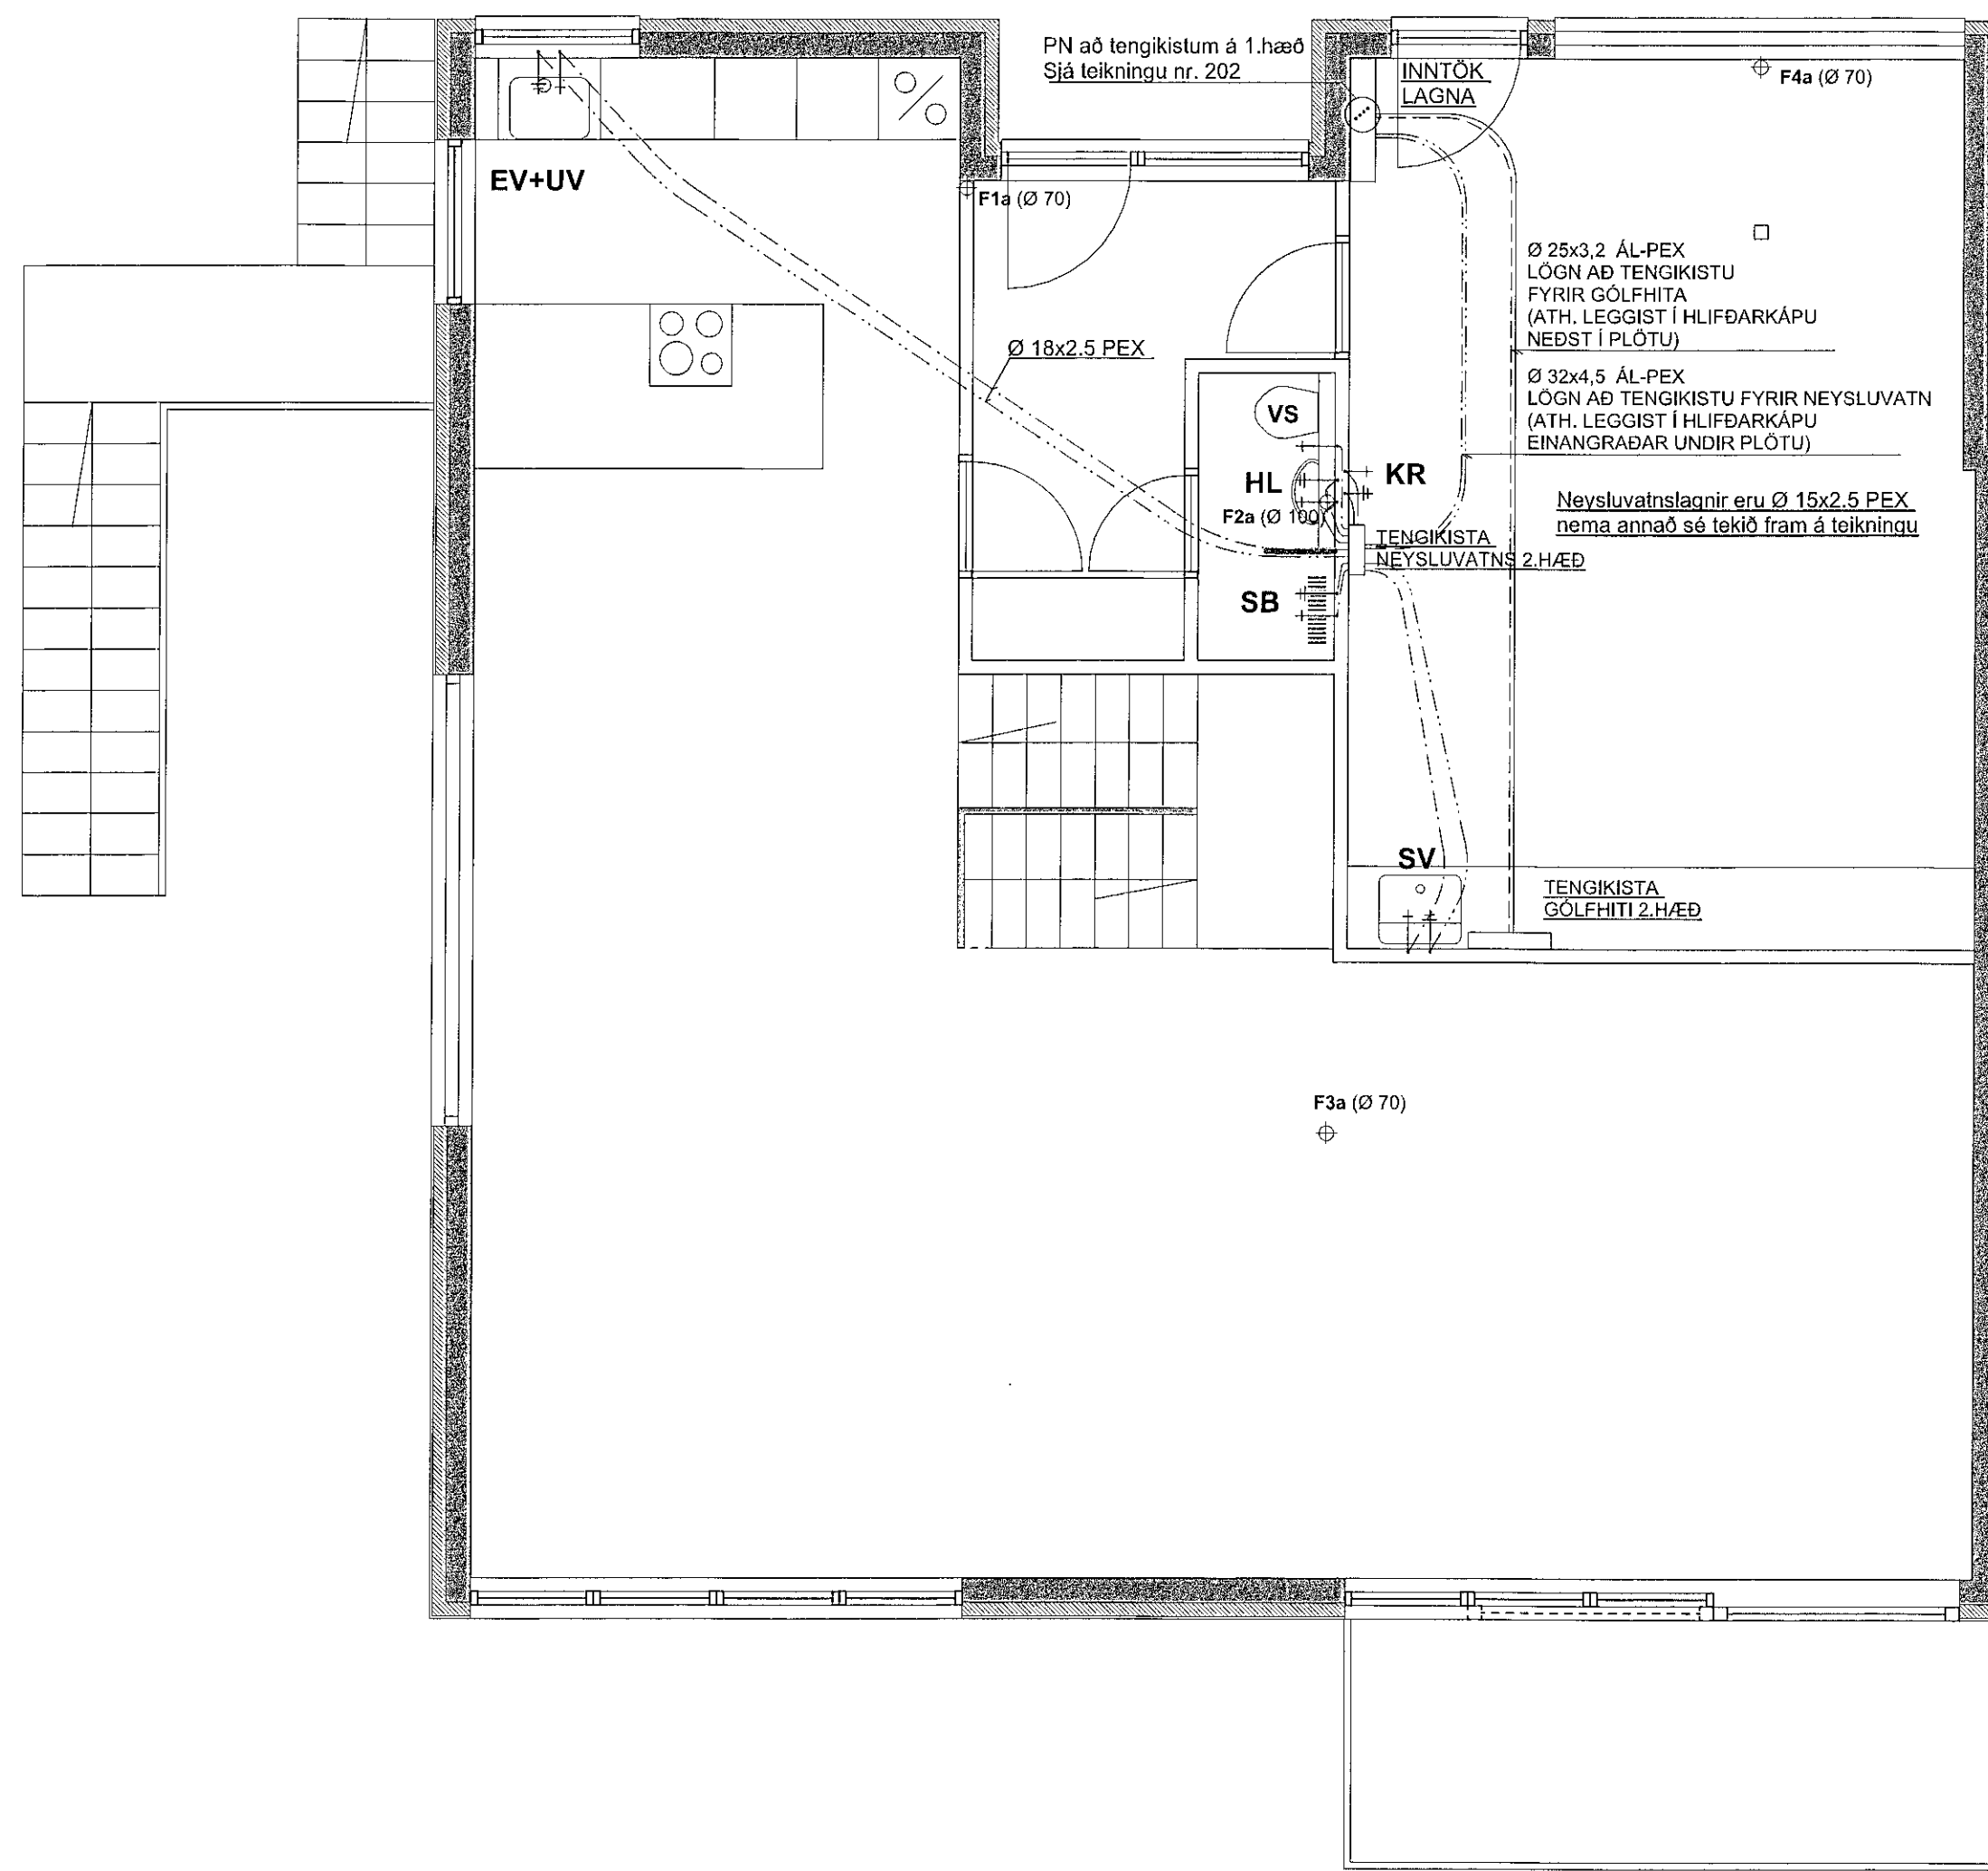 PN að tengikistum á 1.hæð
Sjá teikningu nr. 202
INNTÖK
LAGNA
F4a (Ø 70)
EV+UV
F1a (Ø 70)
Ø 25x3,2 ÁL-PEX
LÖGN AÐ TENGIKISTU
FYRIR GÓLFHITA
(ATH. LEGGIST Í HLIFÐARKÁPU
NEÐST Í PLÖTU)
Ø 18x2.5 PEX
Ø 32x4,5 ÁL-PEX
LÖGN AÐ TENGIKISTU FYRIR NEYSLUVATN
(ATH. LEGGIST Í HLIFÐARKÁPU
EINANGRAÐAR UNDIR PLÖTU)
VS
HL
KR
F2a (Ø 100)
Neysluvatnslagnir eru Ø 15x2.5 PEX
nema annað sé tekið fram á teikningu
TENGIKISTA
NEYSLUVATNS 2.HÆÐ
SB
SV
TENGIKISTA
GÓLFHITI 2.HÆÐ
F3a (Ø 70)